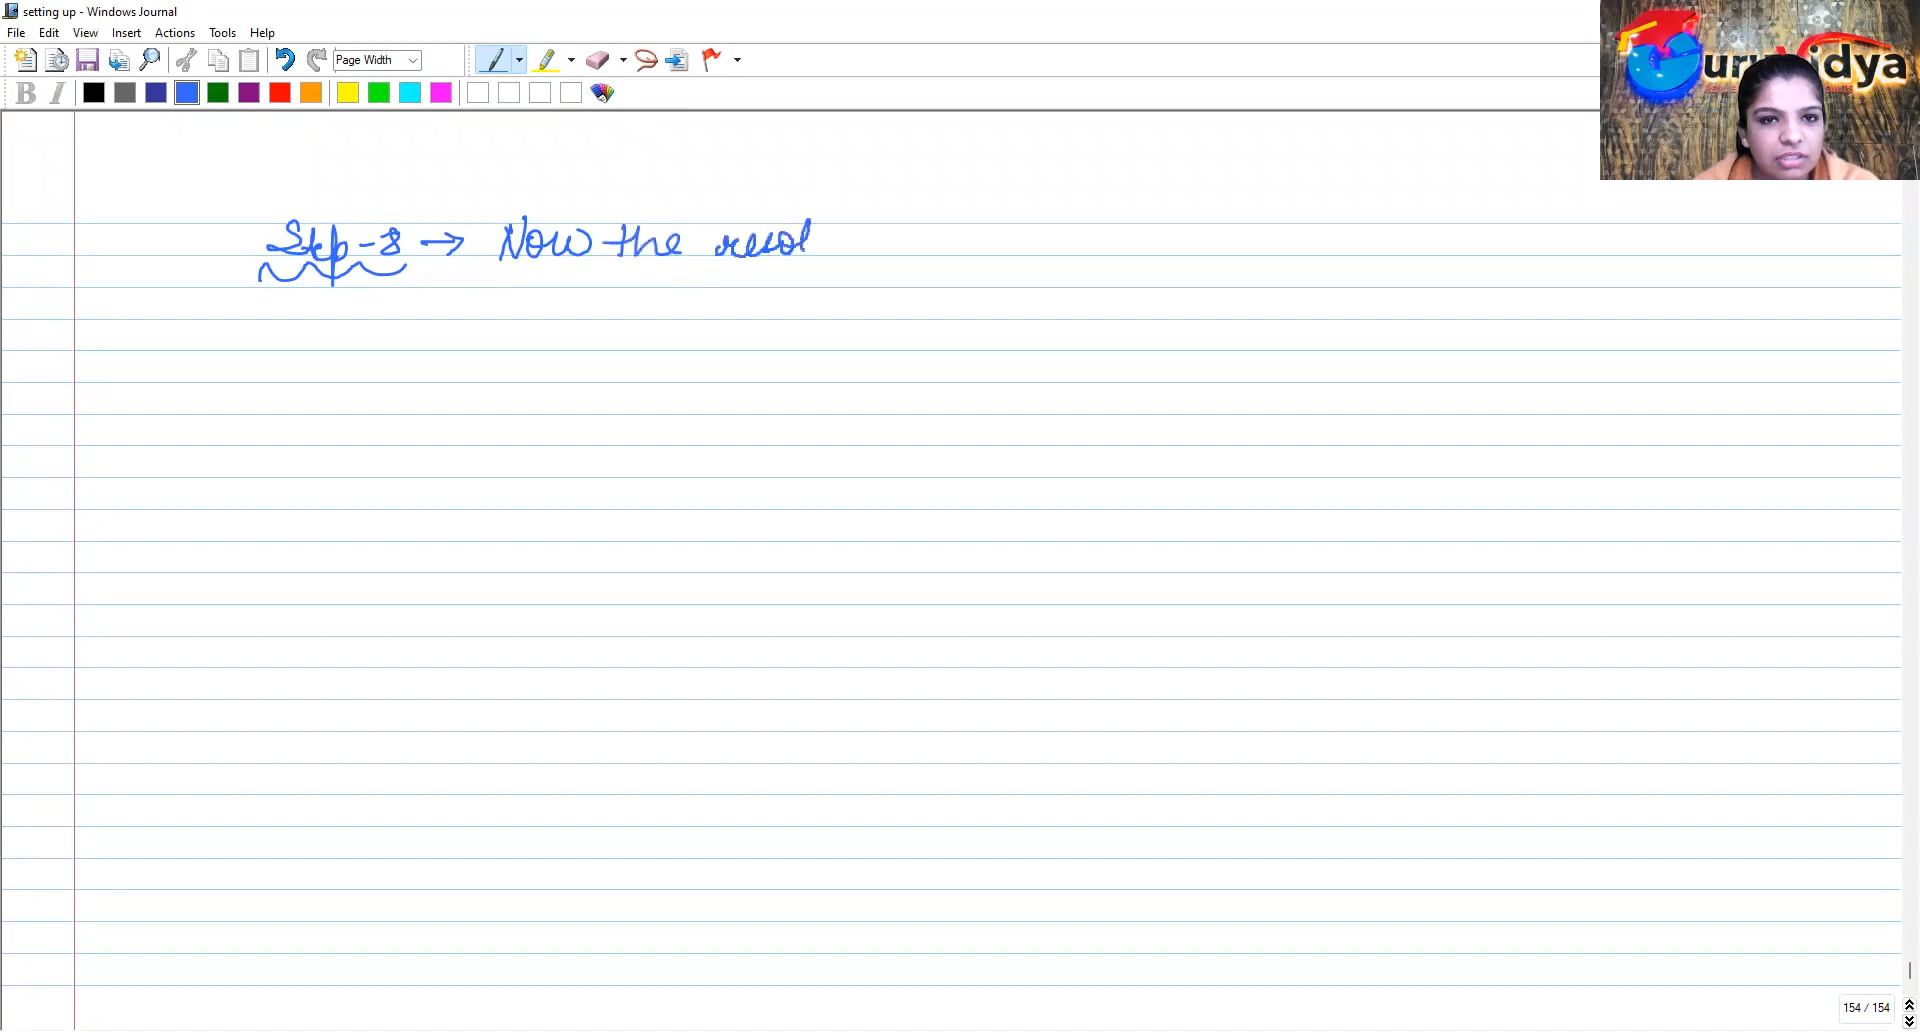 setting up - Windows Journal
File Edit View Insert Actions Tools Help
Page Width
B I
Step-8 → Now the resol
154 / 154